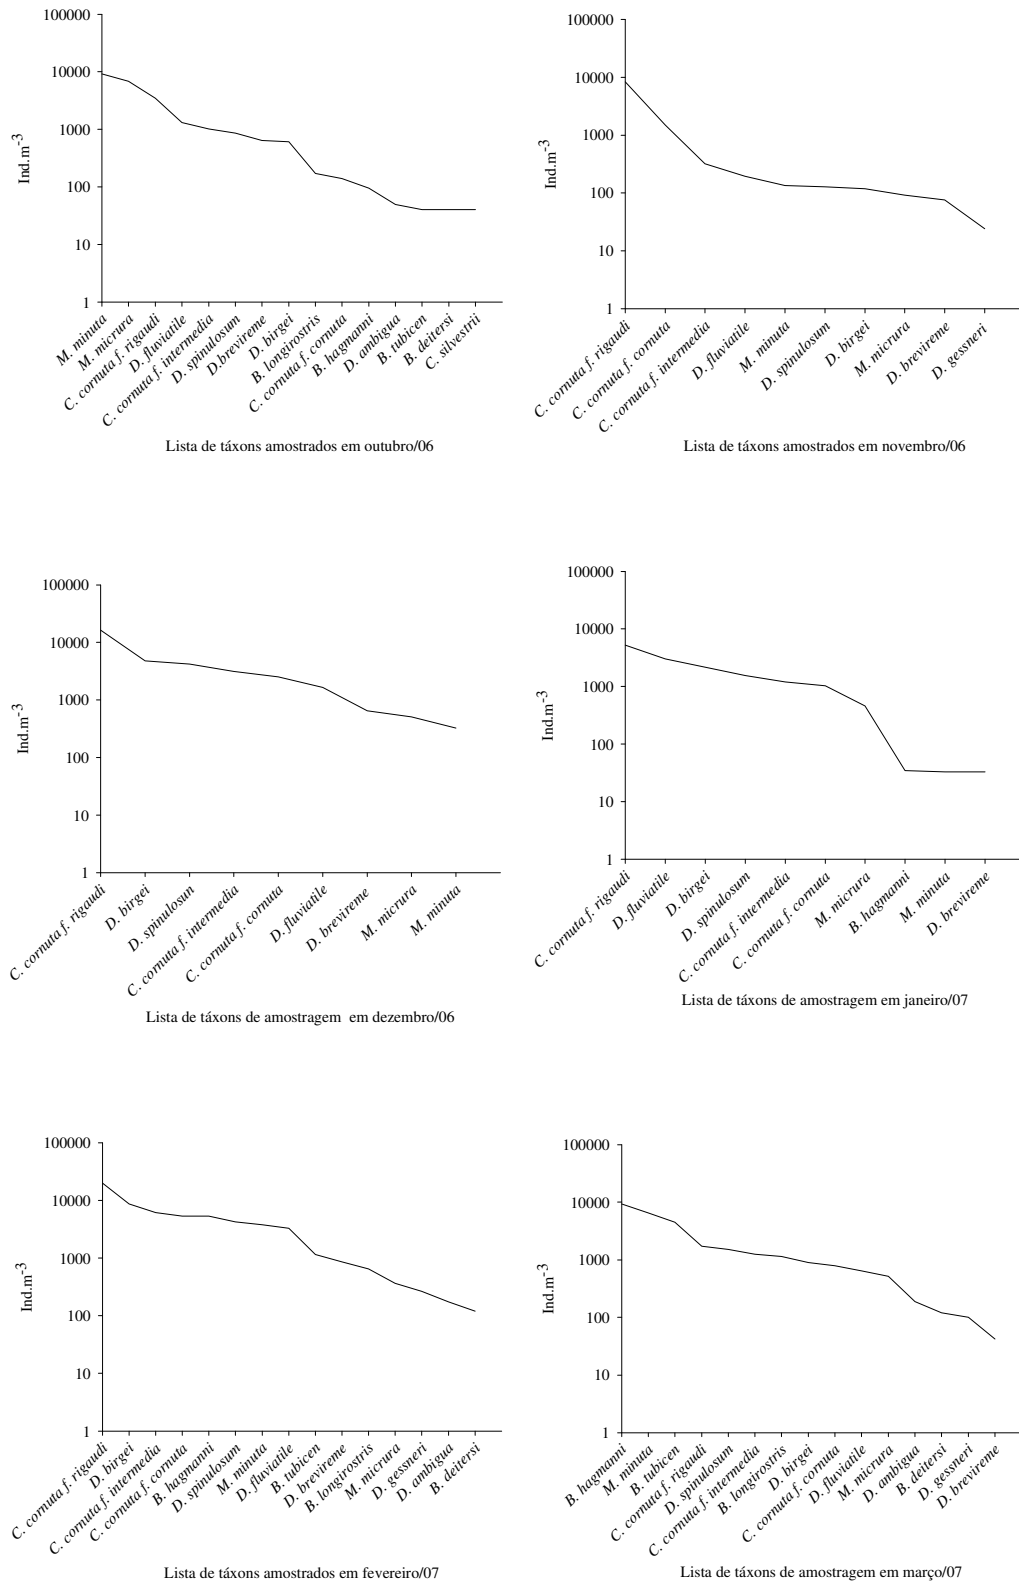 100000
10000
1000
100
10
1
Ind.m-3
M. minuta
M. micrura
C. cornuta f. rigaudi
D. fluviatile
C. cornuta f. intermedia
D. spinulosum
D.brevireme
D. birgei
B. longirostris
C. cornuta f. cornuta
B. hagmanni
D. ambigua
B. tubicen
B. deitersi
C. silvestrii
Lista de táxons amostrados em outubro/06
100000
10000
1000
100
10
1
Ind.m-3
C. cornuta f. rigaudi
C. cornuta f. cornuta
C. cornuta f. intermedia
D. fluviatile
M. minuta
D. spinulosum
D. birgei
M. micrura
D. brevireme
D. gessneri
Lista de táxons amostrados em novembro/06
100000
10000
1000
100
10
1
Ind.m-3
C. cornuta f. rigaudi
D. birgei
D. spinulosun
C. cornuta f. intermedia
C. cornuta f. cornuta
D. fluviatile
D. brevireme
M. micrura
M. minuta
Lista de táxons de amostragem em dezembro/06
100000
10000
1000
100
10
1
Ind.m-3
C. cornuta f. rigaudi
D. fluviatile
D. birgei
D. spinulosum
C. cornuta f. intermedia
C. cornuta f. cornuta
M. micrura
B. hagmanni
M. minuta
D. brevireme
Lista de táxons de amostragem em janeiro/07
100000
10000
1000
100
10
1
Ind.m-3
C. cornuta f. rigaudi
D. birgei
C. cornuta f. intermedia
C. cornuta f. cornuta
B. hagmanni
D. spinulosum
M. minuta
D. fluviatile
B. tubicen
D. brevireme
B. longirostris
M. micrura
D. gessneri
D. ambigua
B. deitersi
Lista de táxons amostrados em fevereiro/07
100000
10000
1000
100
10
1
Ind.m-3
B. hagmanni
M. minuta
B. tubicen
C. cornuta f. rigaudi
D. spinulosum
C. cornuta f. intermedia
B. longirostris
D. birgei
C. cornuta f. cornuta
D. fluviatile
M. micrura
D. ambigua
B. deitersi
D. gessneri
D. brevireme
Lista de táxons de amostragem em março/07